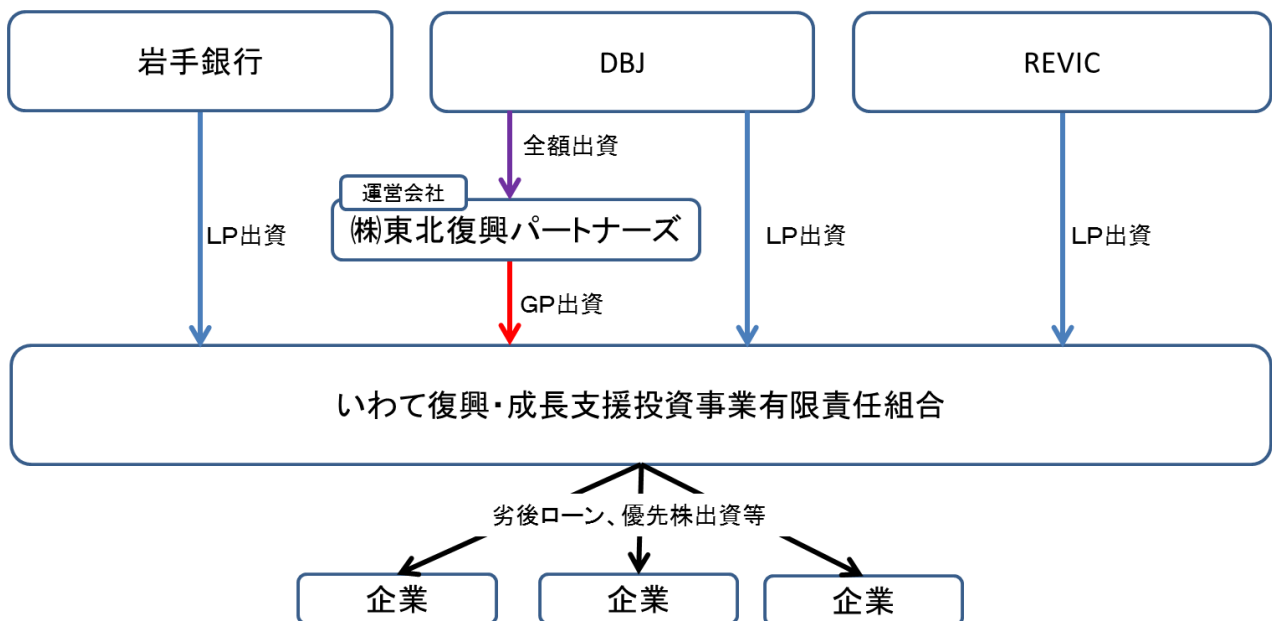 岩手銀行
DBJ
REVIC
全額出資
運営会社
㈱東北復興パートナーズ
LP出資
LP出資
LP出資
GP出資
いわて復興・成長支援投資事業有限責任組合
劣後ローン、優先株出資等
企業
企業
企業